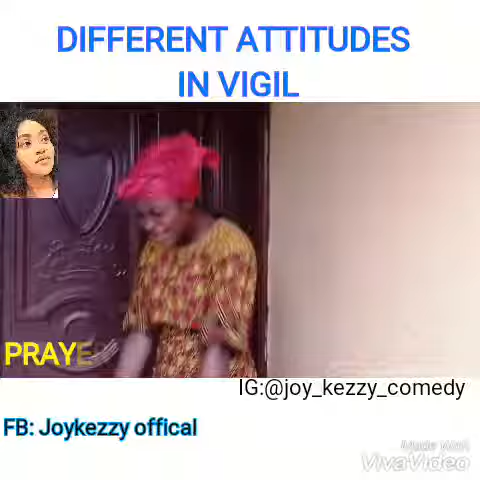 DIFFERENT ATTITUDES
IN VIGIL
PRAYE
IG:@joy_kezzy_comedy
FB: Joykezzy offical
Made With
VivaVideo